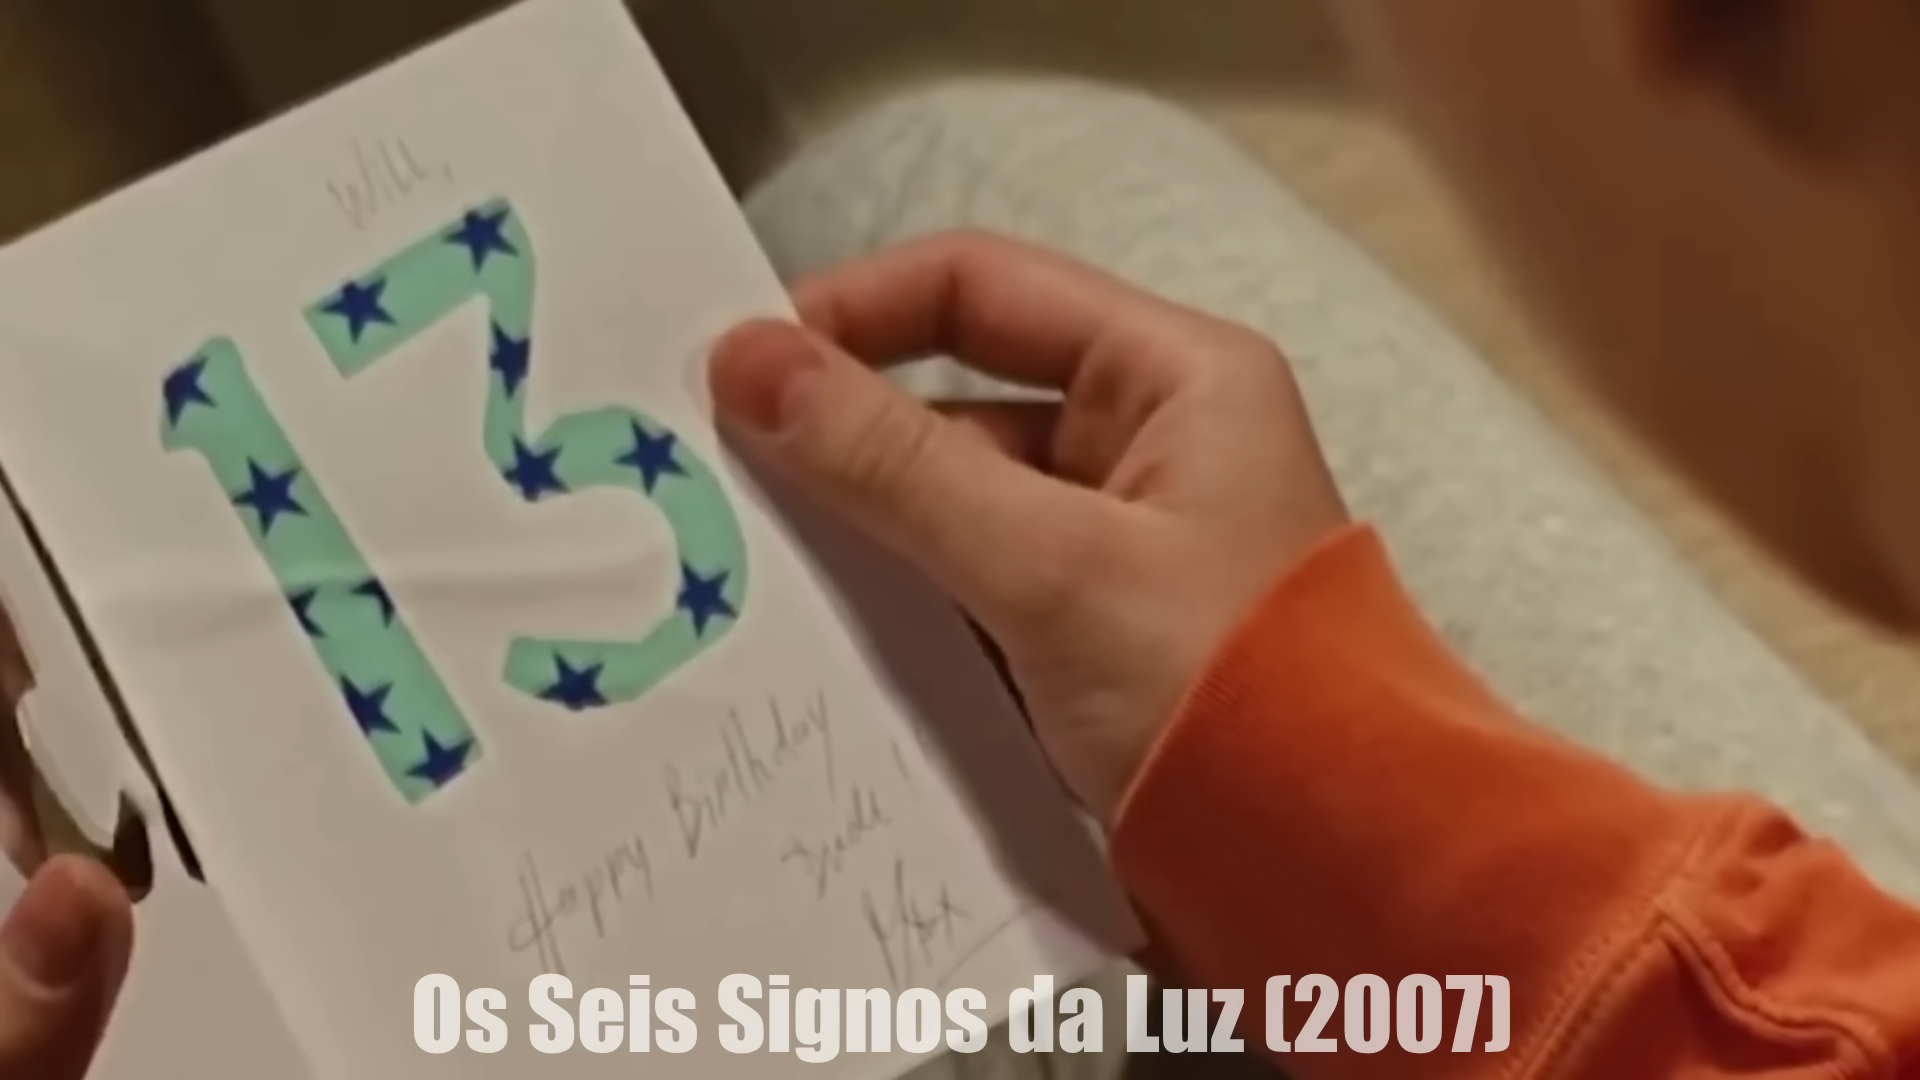 Will,
13
Happy Birthday
Dude!
Max
Os Seis Signos da Luz (2007)